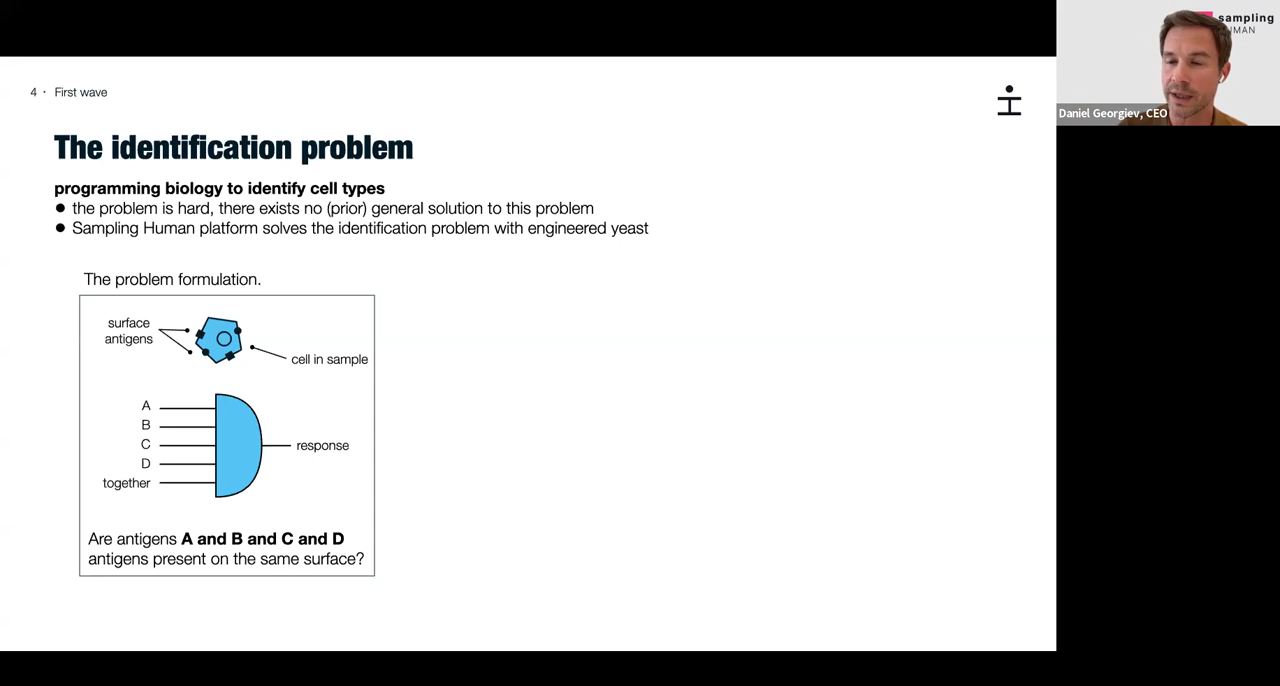 4 · First wave
The identification problem
programming biology to identify cell types
● the problem is hard, there exists no (prior) general solution to this problem
● Sampling Human platform solves the identification problem with engineered yeast
The problem formulation.
surface
antigens
cell in sample
A
B
C
D
together
response
Are antigens A and B and C and D
antigens present on the same surface?
sampling
Daniel Georgiev, CEO